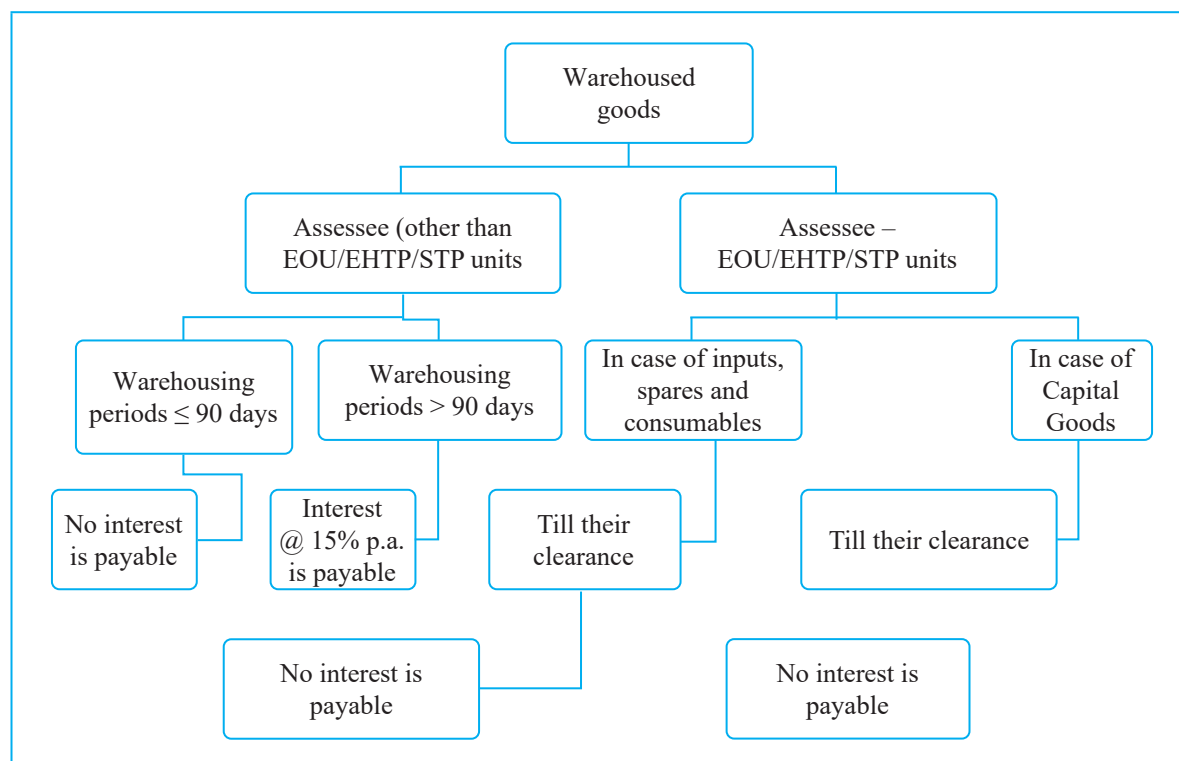 Warehoused
goods
Assessee (other than
EOU/EHTP/STP units
Assessee –
EOU/EHTP/STP units
Warehousing
periods ≤ 90 days
Warehousing
periods > 90 days
In case of inputs,
spares and
consumables
In case of
Capital
Goods
No interest
is payable
Interest
@ 15% p.a.
is payable
Till their
clearance
Till their clearance
No interest is
payable
No interest is
payable